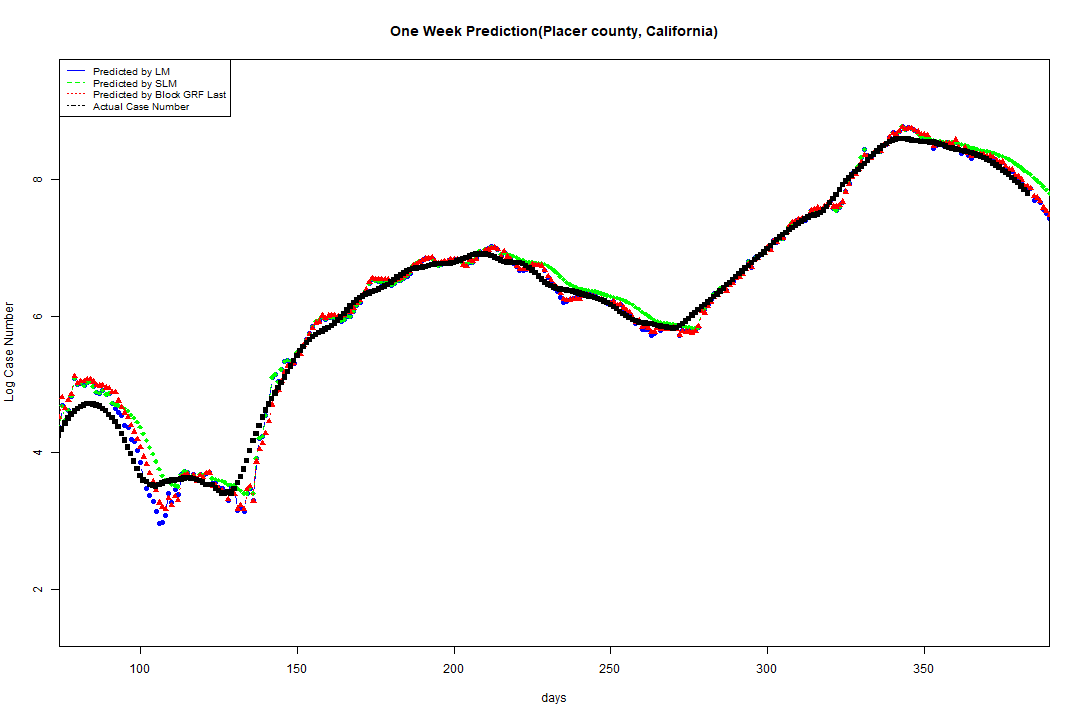 One Week Prediction(Placer county, California)
Predicted by LM
Predicted by SLM
Predicted by Block GRF Last
Actual Case Number
Log Case Number
8
6
4
2
100 150 200 250 300 350
days